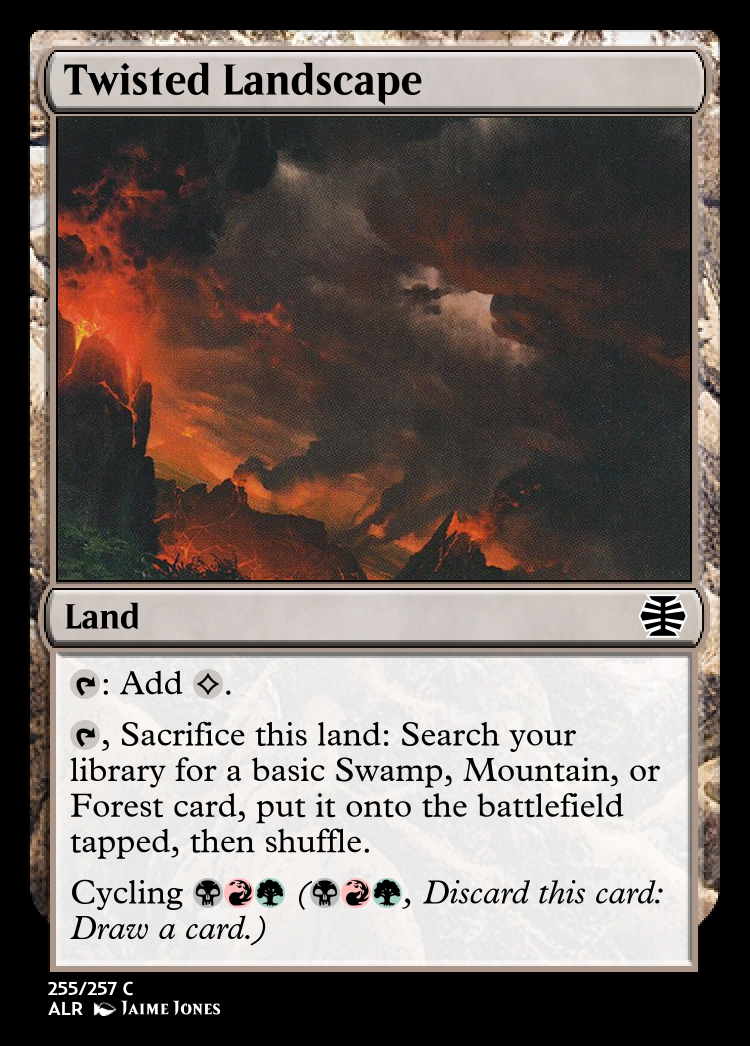 Twisted Landscape
Land
: Add .
, Sacrifice this land: Search your
library for a basic Swamp, Mountain, or
Forest card, put it onto the battlefield
tapped, then shuffle.
Cycling (, Discard this card:
Draw a card.)
255/257 C
ALR JAIME JONES